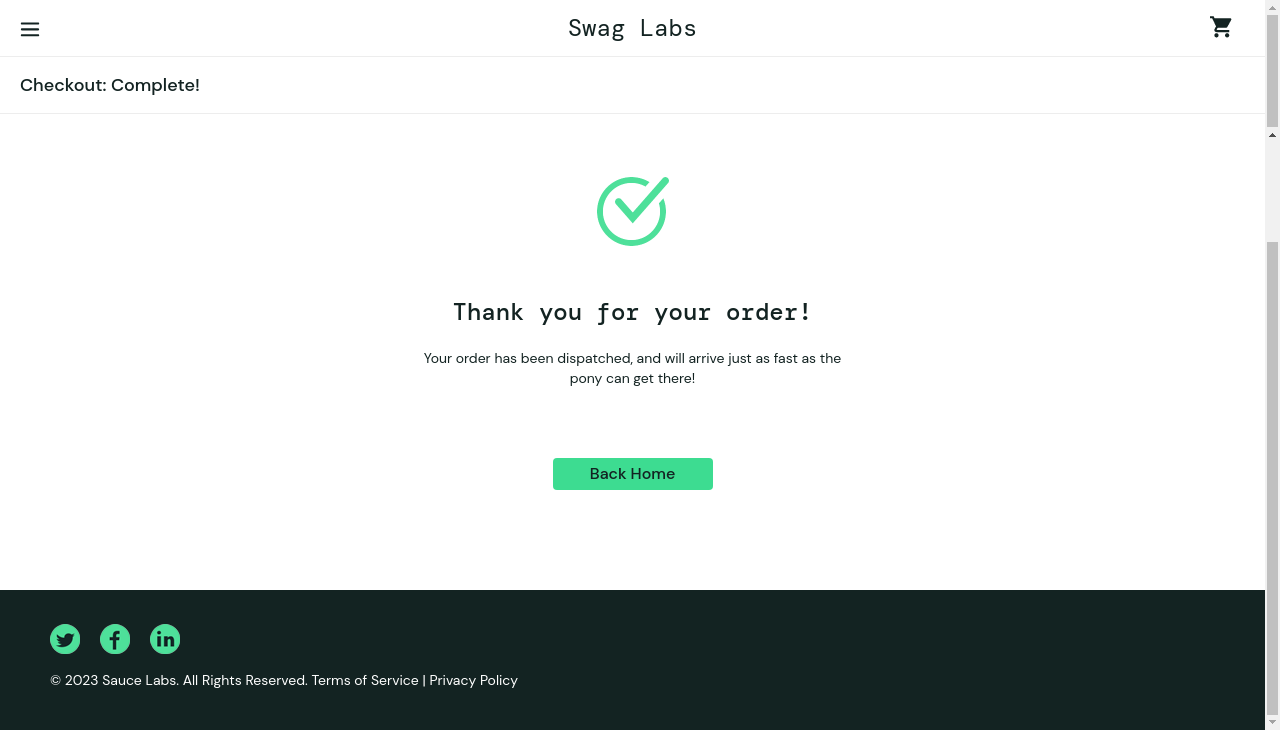 Swag Labs
Checkout: Complete!
Thank you for your order!
Your order has been dispatched, and will arrive just as fast as the
pony can get there!
Back Home
© 2023 Sauce Labs. All Rights Reserved. Terms of Service | Privacy Policy